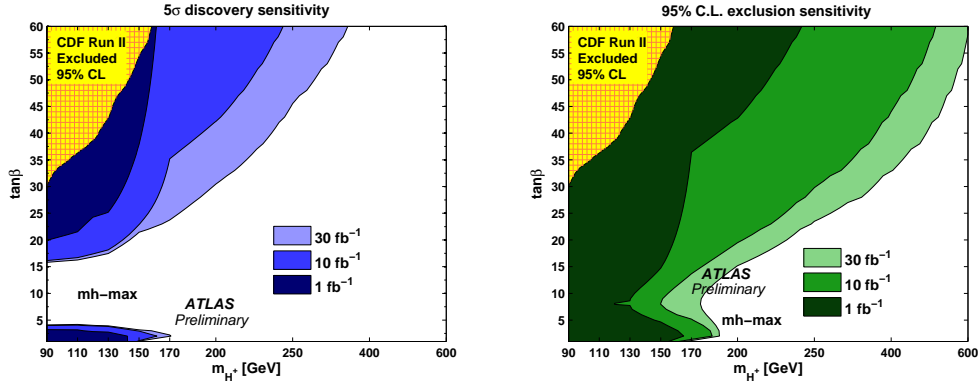 5σ discovery sensitivity
60
55
50
45
40
35
30
25
20
15
10
5
tanβ
CDF Run II
Excluded
95% CL
30 fb⁻¹
10 fb⁻¹
1 fb⁻¹
mh−max
ATLAS
Preliminary
90 110 130 150 170 200 250 400 600
m_H⁺ [GeV]
95% C.L. exclusion sensitivity
60
55
50
45
40
35
30
25
20
15
10
5
tanβ
CDF Run II
Excluded
95% CL
30 fb⁻¹
10 fb⁻¹
1 fb⁻¹
ATLAS
Preliminary
mh−max
90 110 130 150 170 200 250 400 600
m_H⁺ [GeV]